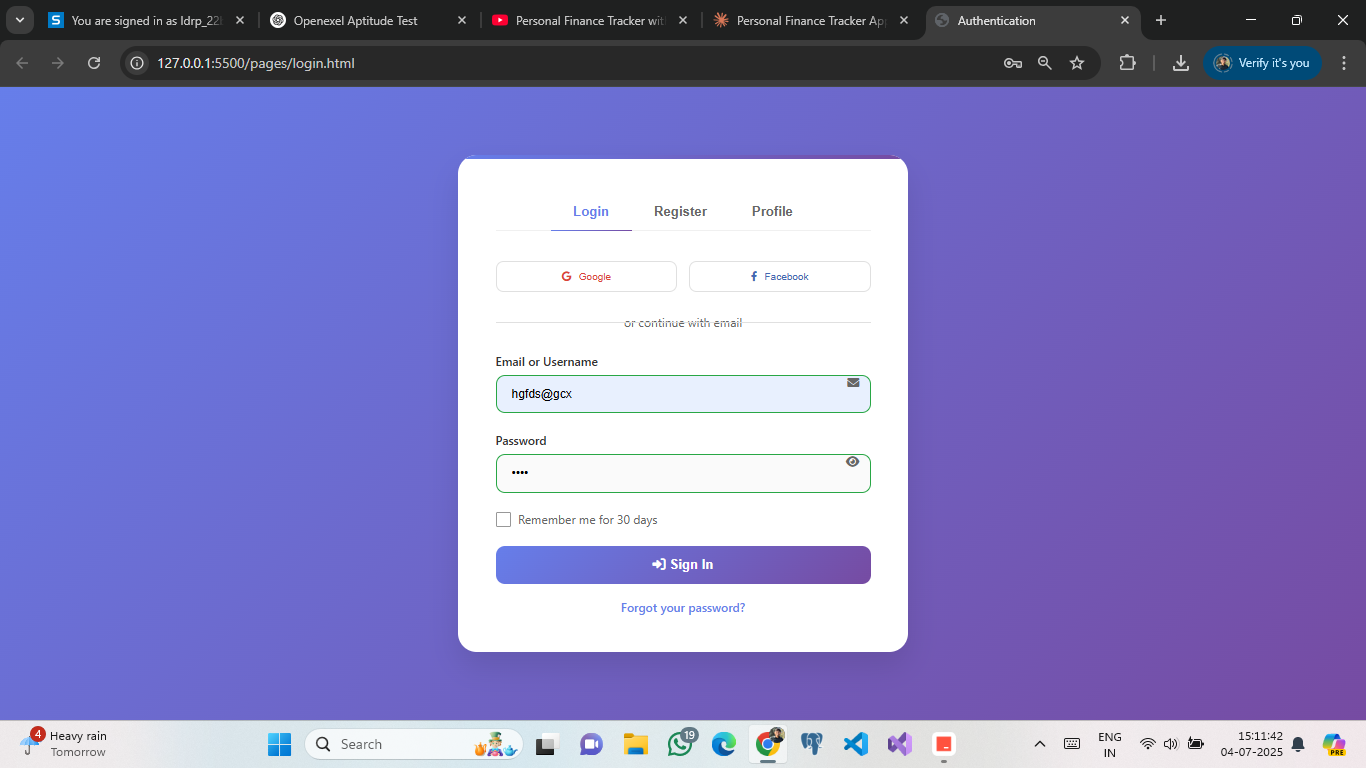 You are signed in as ldrp_22
Openexel Aptitude Test
Personal Finance Tracker wit
Personal Finance Tracker Ap
Authentication
127.0.0.1:5500/pages/login.html
Verify it's you
Login
Register
Profile
Google
Facebook
or continue with email
Email or Username
hgfds@gcx
Password
••••
Remember me for 30 days
Sign In
Forgot your password?
4
Heavy rain
Tomorrow
Search
19
PRE
ENG
IN
15:11:42
04-07-2025